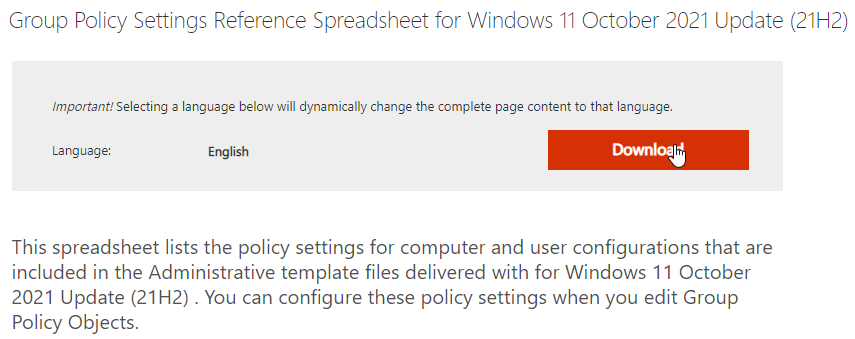 Group Policy Settings Reference Spreadsheet for Windows 11 October 2021 Update (21H2)
Important! Selecting a language below will dynamically change the complete page content to that language.
Language: English Download
This spreadsheet lists the policy settings for computer and user configurations that are
included in the Administrative template files delivered with for Windows 11 October
2021 Update (21H2) . You can configure these policy settings when you edit Group
Policy Objects.